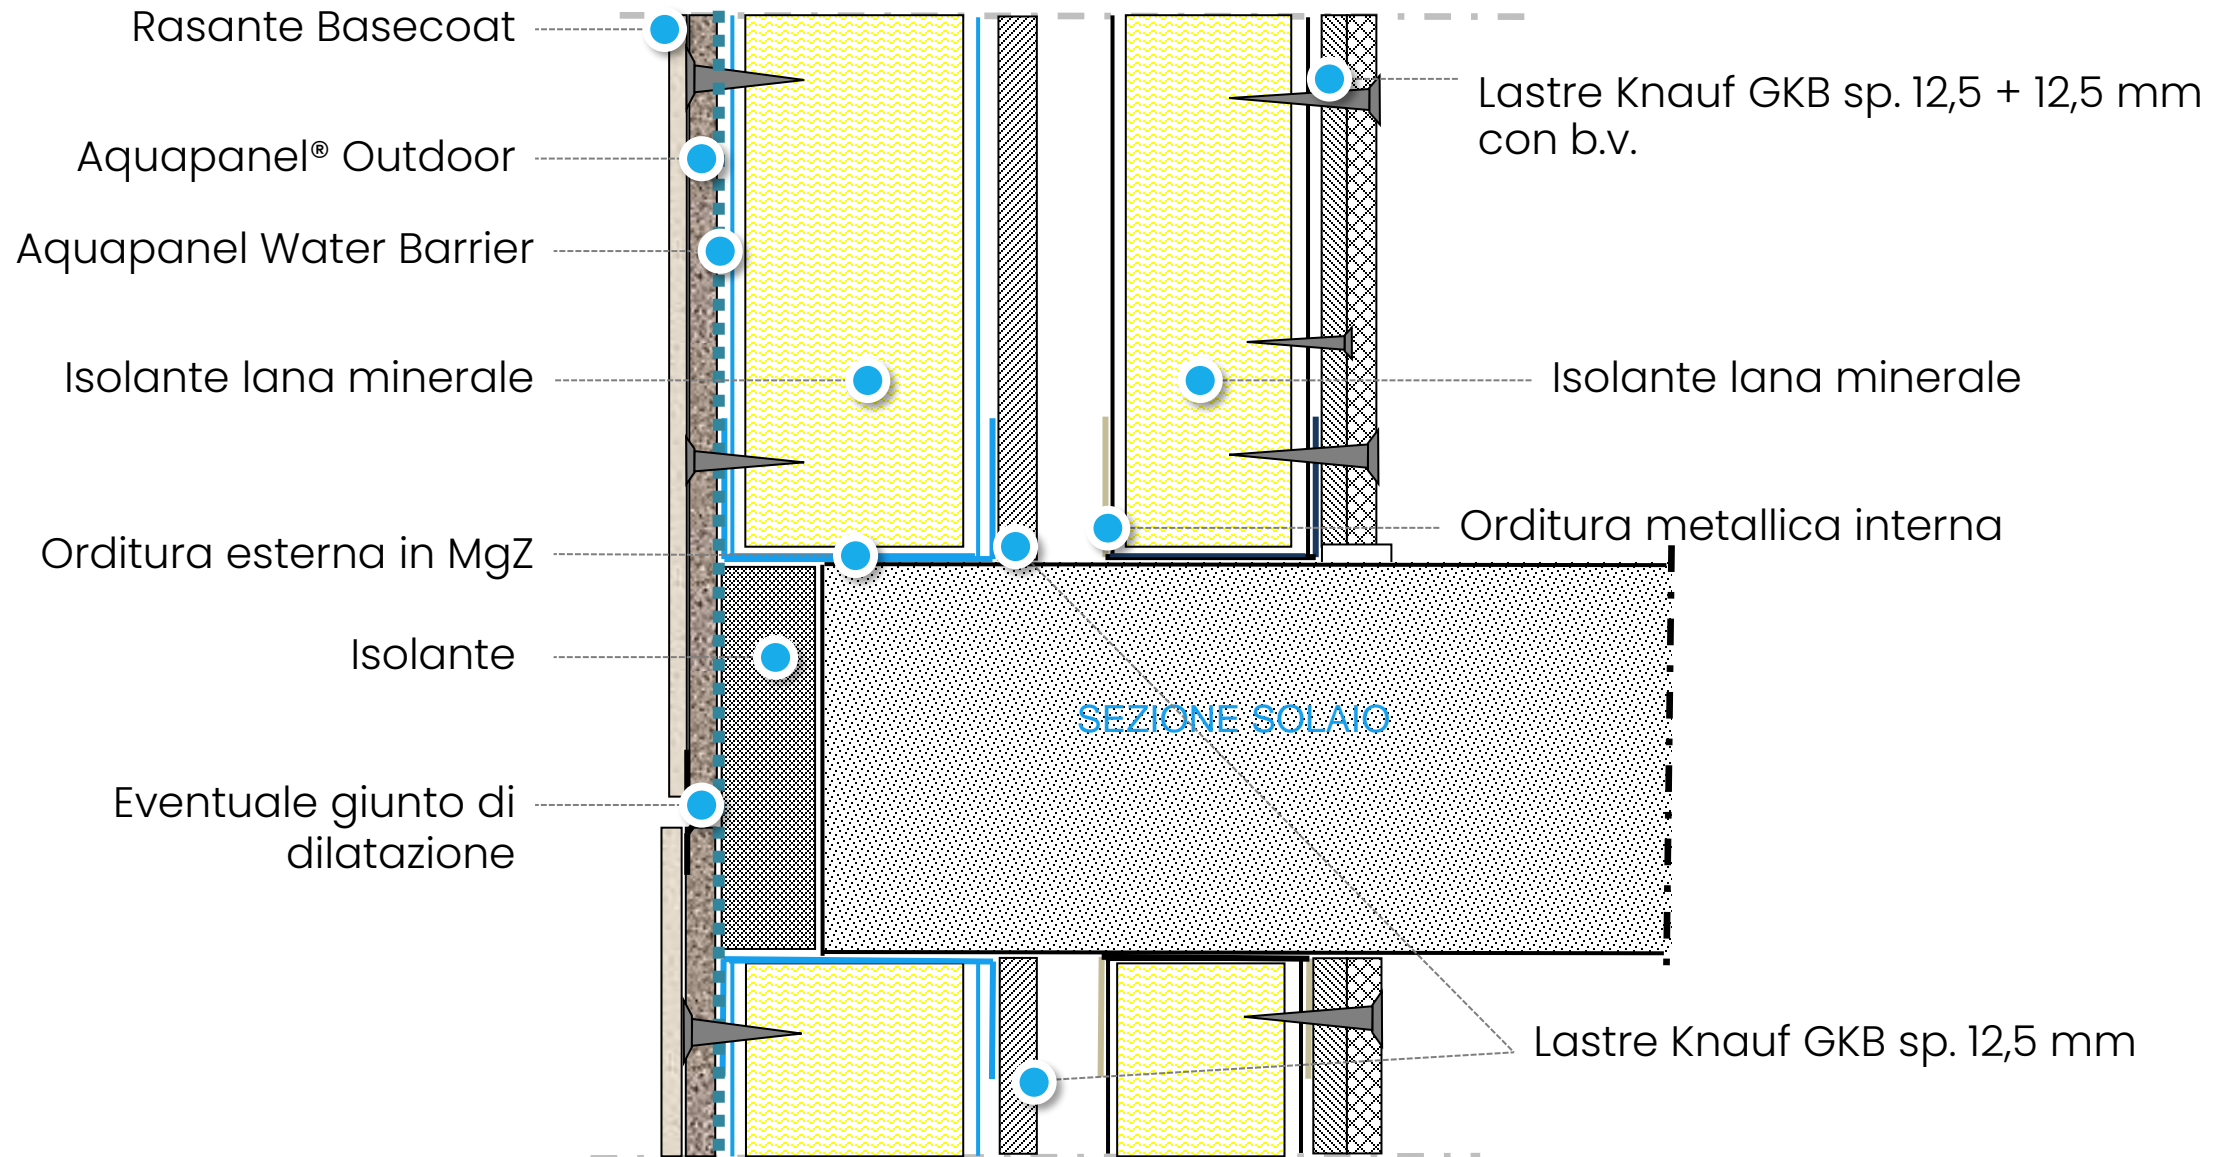 Rasante Basecoat
Aquapanel® Outdoor
Aquapanel Water Barrier
Isolante lana minerale
Orditura esterna in MgZ
Isolante
Eventuale giunto di
dilatazione
Lastre Knauf GKB sp. 12,5 + 12,5 mm
con b.v.
Isolante lana minerale
Orditura metallica interna
SEZIONE SOLAIO
Lastre Knauf GKB sp. 12,5 mm